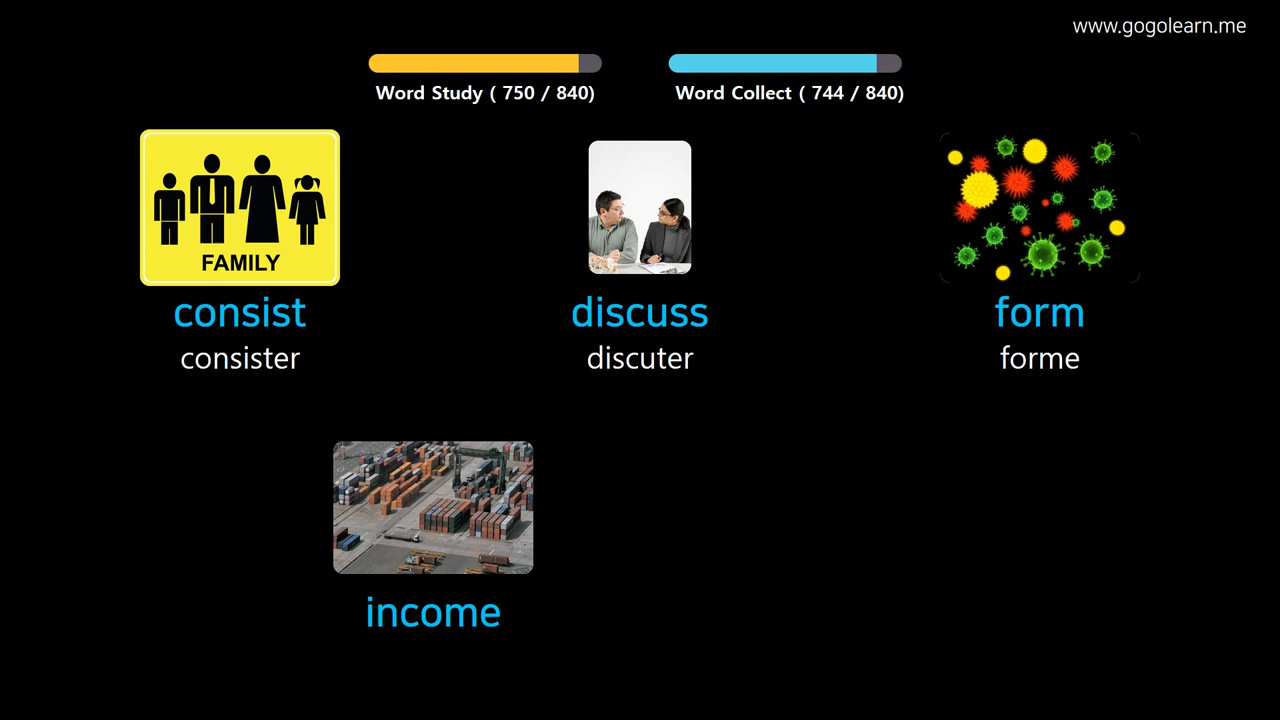 www.gogolearn.me
Word Study ( 750 / 840)
Word Collect ( 744 / 840)
FAMILY
consist
consister
discuss
discuter
form
forme
income